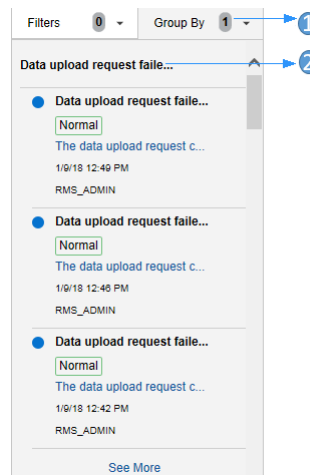 Filters 0 Group By 1 1
Data upload request faile... 2
Data upload request faile...
Normal
The data upload request c...
1/9/18 12:49 PM
RMS_ADMIN
Data upload request faile...
Normal
The data upload request c...
1/9/18 12:46 PM
RMS_ADMIN
Data upload request faile...
Normal
The data upload request c...
1/9/18 12:42 PM
RMS_ADMIN
See More